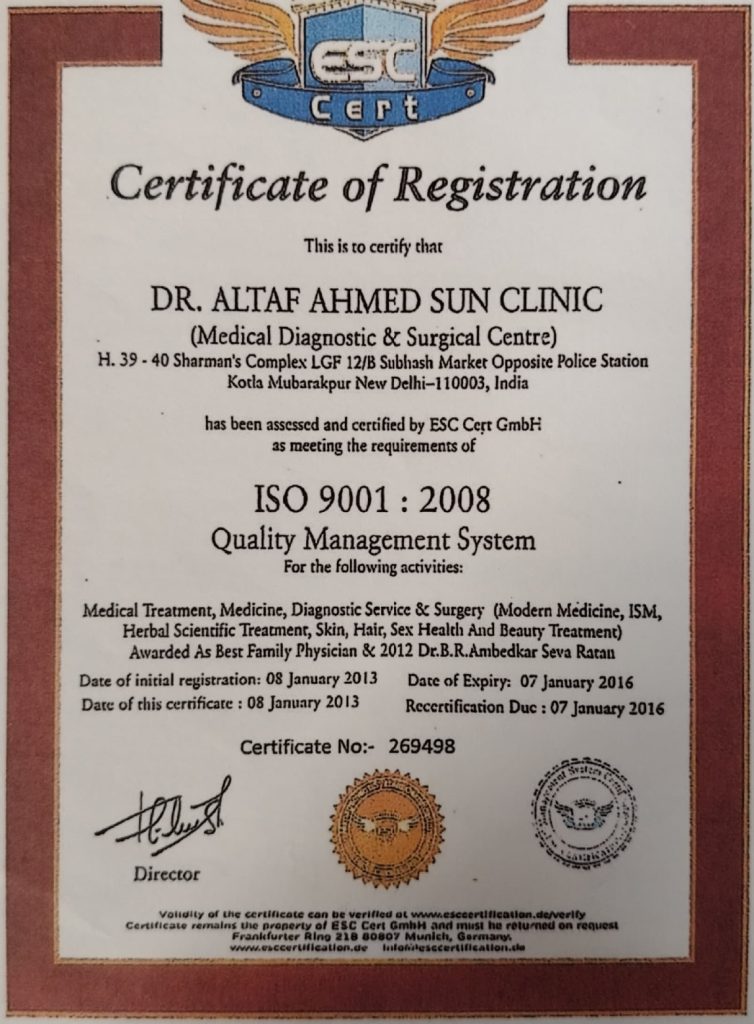 ESC
Cert
Certificate of Registration
This is to certify that
DR. ALTAF AHMED SUN CLINIC
(Medical Diagnostic & Surgical Centre)
H. 39 - 40 Sharman's Complex LGF 12/B Subhash Market Opposite Police Station
Kotla Mubarakpur New Delhi-110003, India
has been assessed and certified by ESC Cert GmbH
as meeting the requirements of
ISO 9001 : 2008
Quality Management System
For the following activities:
Medical Treatment, Medicine, Diagnostic Service & Surgery (Modern Medicine, ISM,
Herbal Scientific Treatment, Skin, Hair, Sex Health And Beauty Treatment)
Awarded As Best Family Physician & 2012 Dr.B.R.Ambedkar Seva Ratan
Date of initial registration: 08 January 2013 Date of Expiry: 07 January 2016
Date of this certificate : 08 January 2013 Recertification Due : 07 January 2016
Certificate No:- 269498
Director
Validity of the certificate can be verified at www.esccertification.de/verify
Certificate remains the property of ESC Cert GmbH and must be returned on request
Frankfurter Ring 218 80807 Munich, Germany.
www.esccertification.de info@esccertification.de